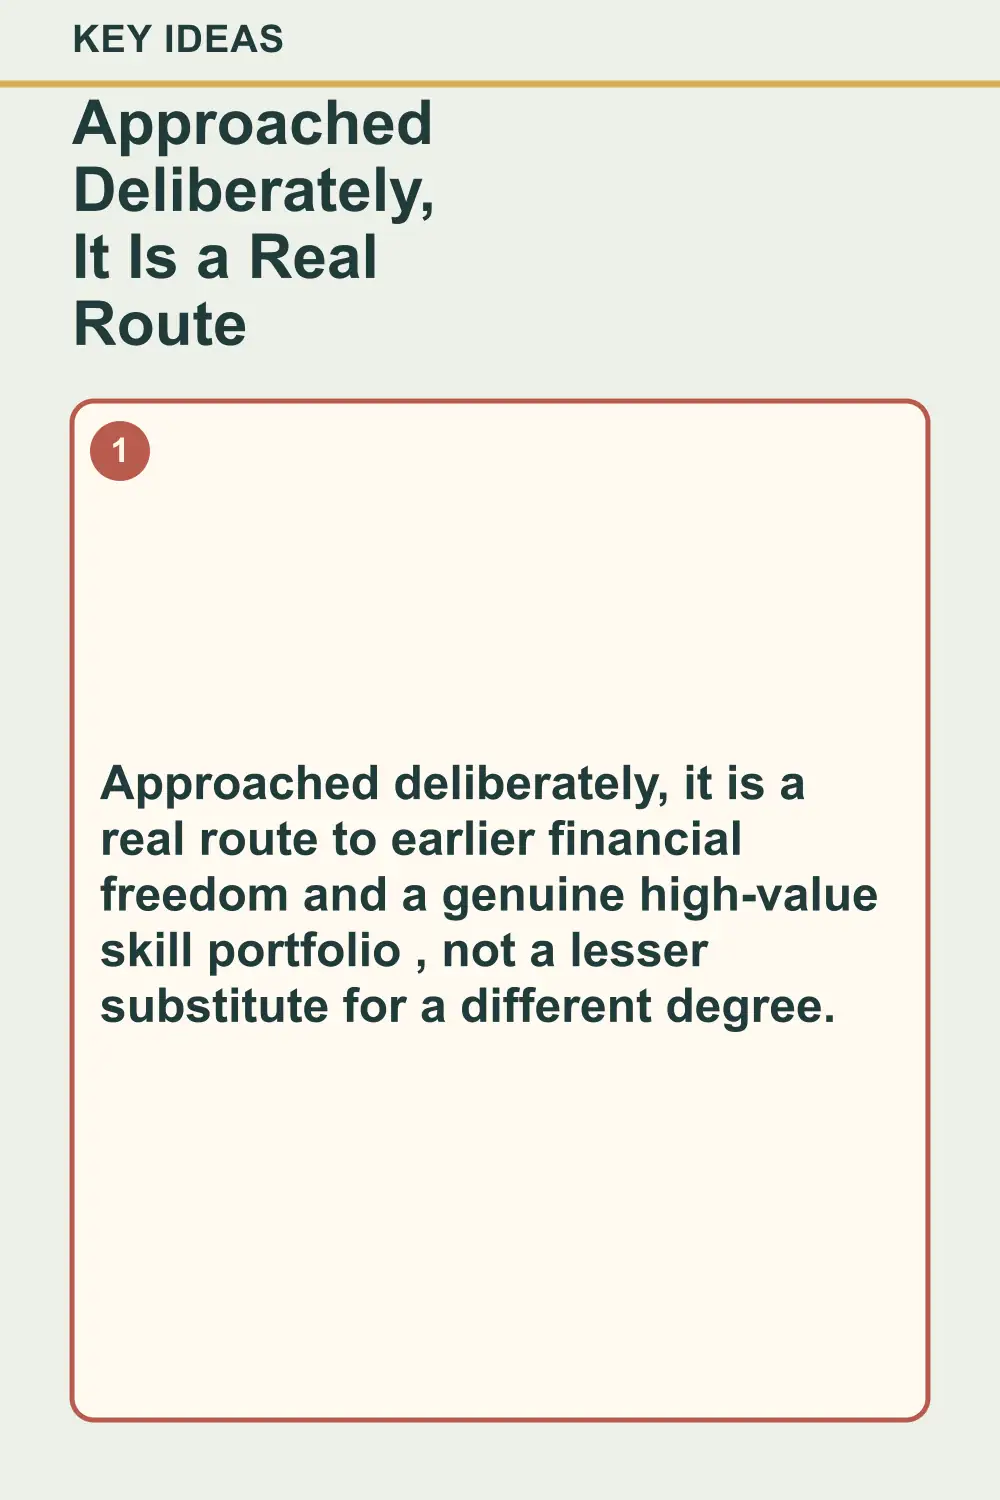 KEY IDEAS
Approached
Deliberately,
It Is a Real
Route
1
Approached deliberately, it is a
real route to earlier financial
freedom and a genuine high-value
skill portfolio , not a lesser
substitute for a different degree.